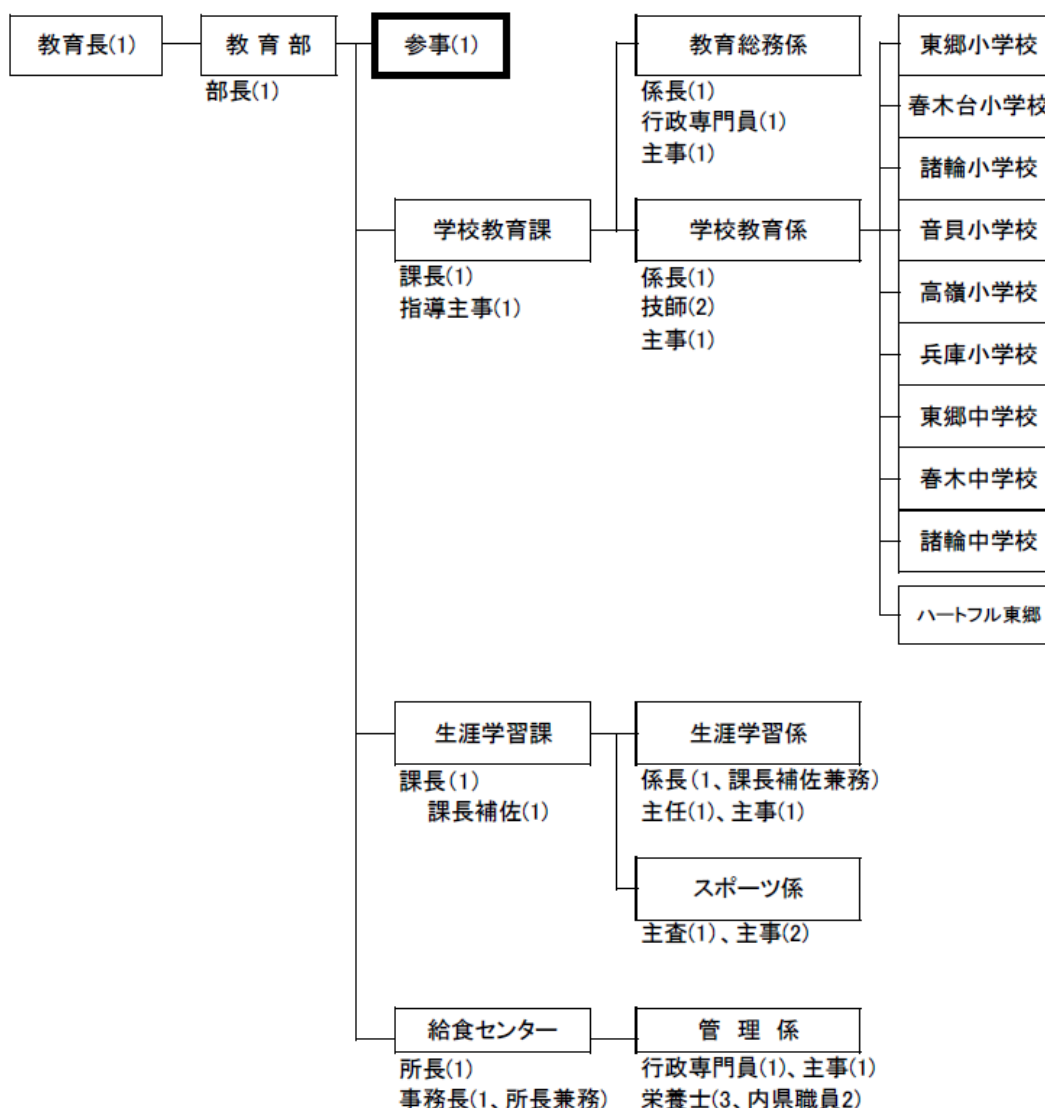 教育長(1)
教 育 部
部長(1)
参事(1)
学校教育課
課長(1)
指導主事(1)
教育総務係
係長(1)
行政専門員(1)
主事(1)
学校教育係
係長(1)
技師(2)
主事(1)
東郷小学校
春木台小学校
諸輪小学校
音貝小学校
高嶺小学校
兵庫小学校
東郷中学校
春木中学校
諸輪中学校
ハートフル東郷
生涯学習課
課長(1)
課長補佐(1)
生涯学習係
係長(1、課長補佐兼務)
主任(1)、主事(1)
スポーツ係
主査(1)、主事(2)
給食センター
所長(1)
事務長(1、所長兼務)
管 理 係
行政専門員(1)、主事(1)
栄養士(3、内県職員2)